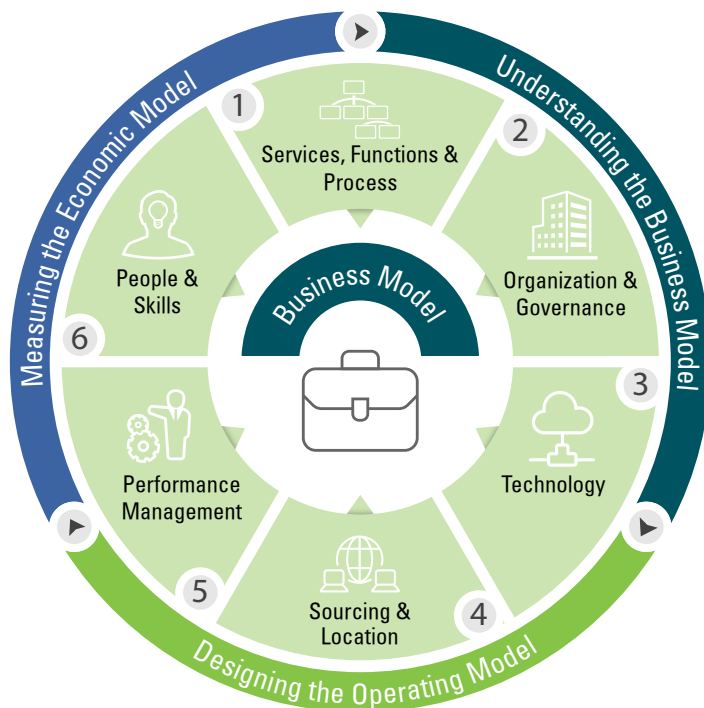 Measuring the Economic Model
Understanding the Business Model
Designing the Operating Model
1
Services, Functions &
Process
2
Organization &
Governance
3
Technology
4
Sourcing &
Location
5
Performance
Management
6
People &
Skills
Business Model